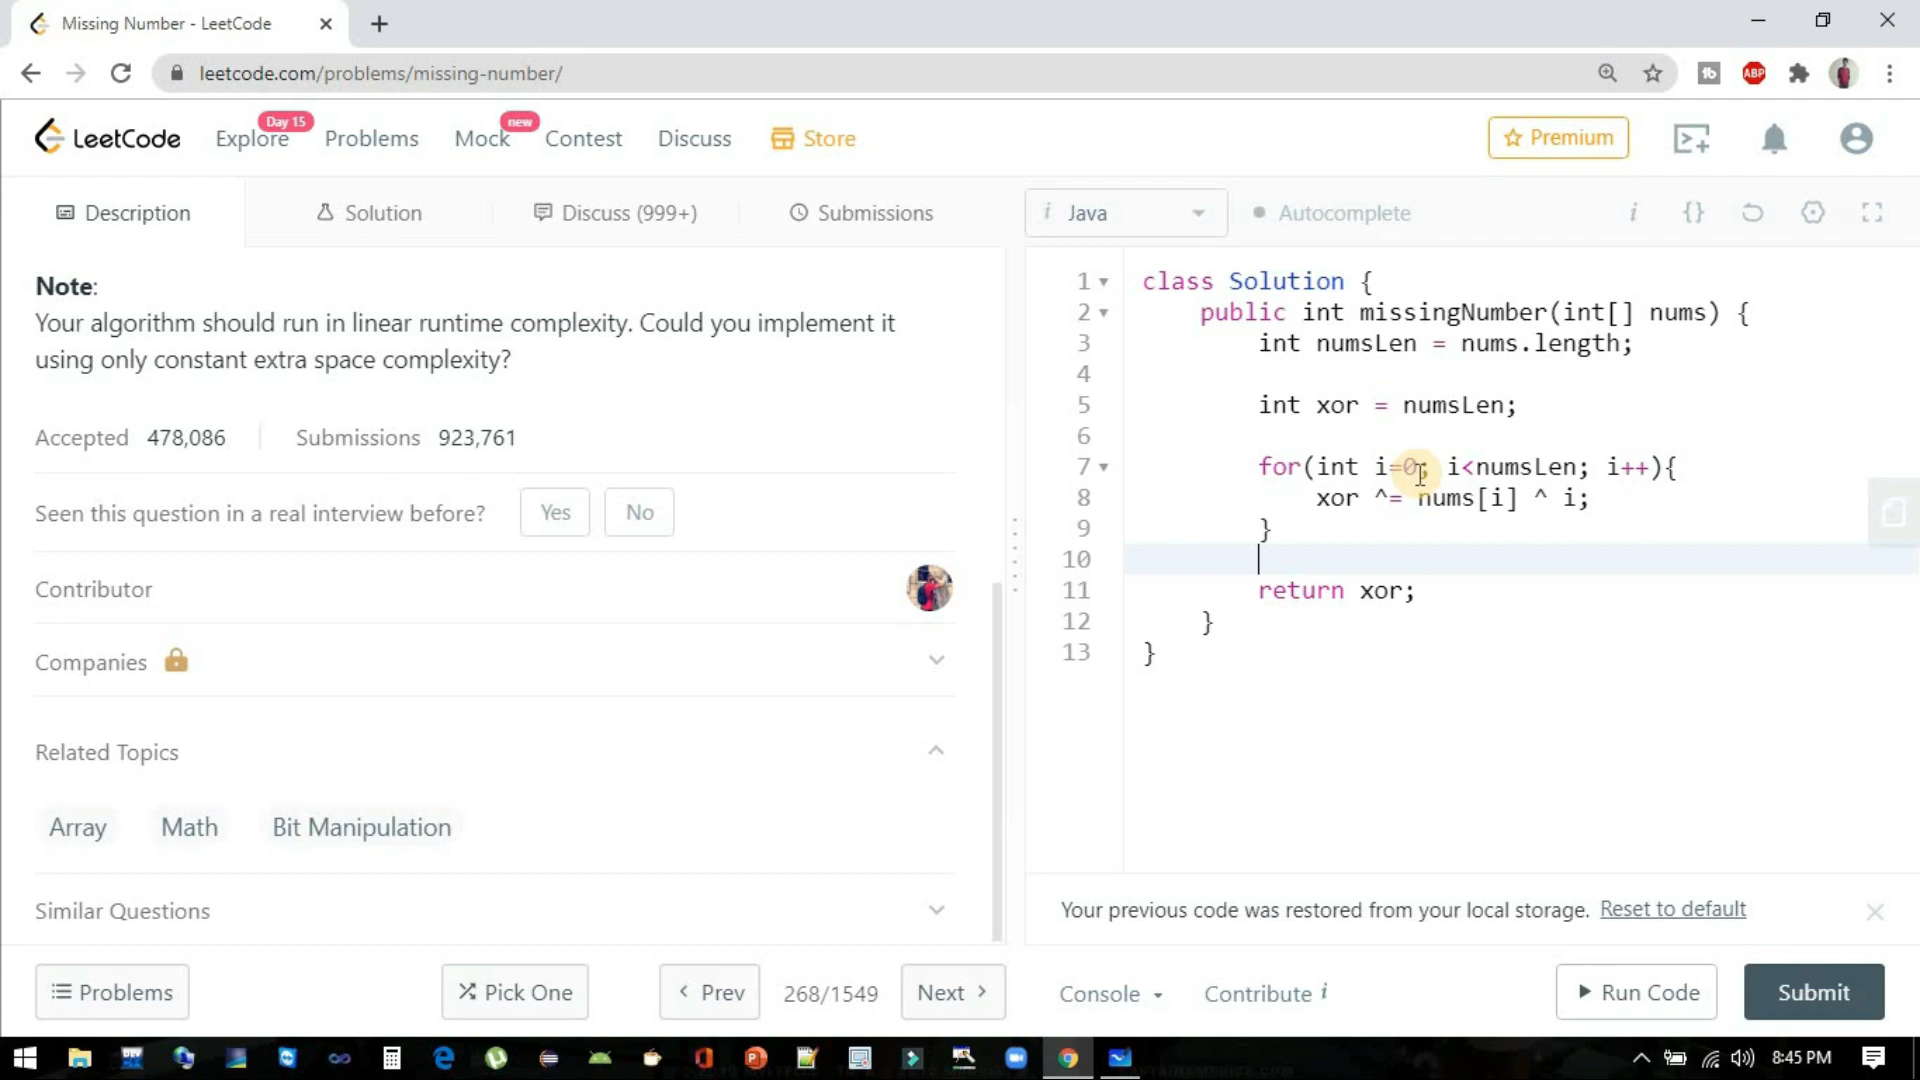 Missing Number - LeetCode
leetcode.com/problems/missing-number/
ABP
LeetCode
Explore
Day 15
Problems
Mock
new
Contest
Discuss
Store
Premium
Description
Solution
Discuss (999+)
Submissions
i Java
Autocomplete
i {}
Note:
Your algorithm should run in linear runtime complexity. Could you implement it
using only constant extra space complexity?
Accepted 478,086
Submissions 923,761
Seen this question in a real interview before?
Yes
No
Contributor
Companies
Related Topics
Array
Math
Bit Manipulation
Similar Questions
1 class Solution {
2 public int missingNumber(int[] nums) {
3 int numsLen = nums.length;
4
5 int xor = numsLen;
6
7 for(int i=0; i<numsLen; i++){
8 xor ^= nums[i] ^ i;
9 }
10
11 return xor;
12 }
13 }
Your previous code was restored from your local storage. Reset to default
Problems
Pick One
Prev
268/1549
Next
Console
Contribute i
Run Code
Submit
8:45 PM